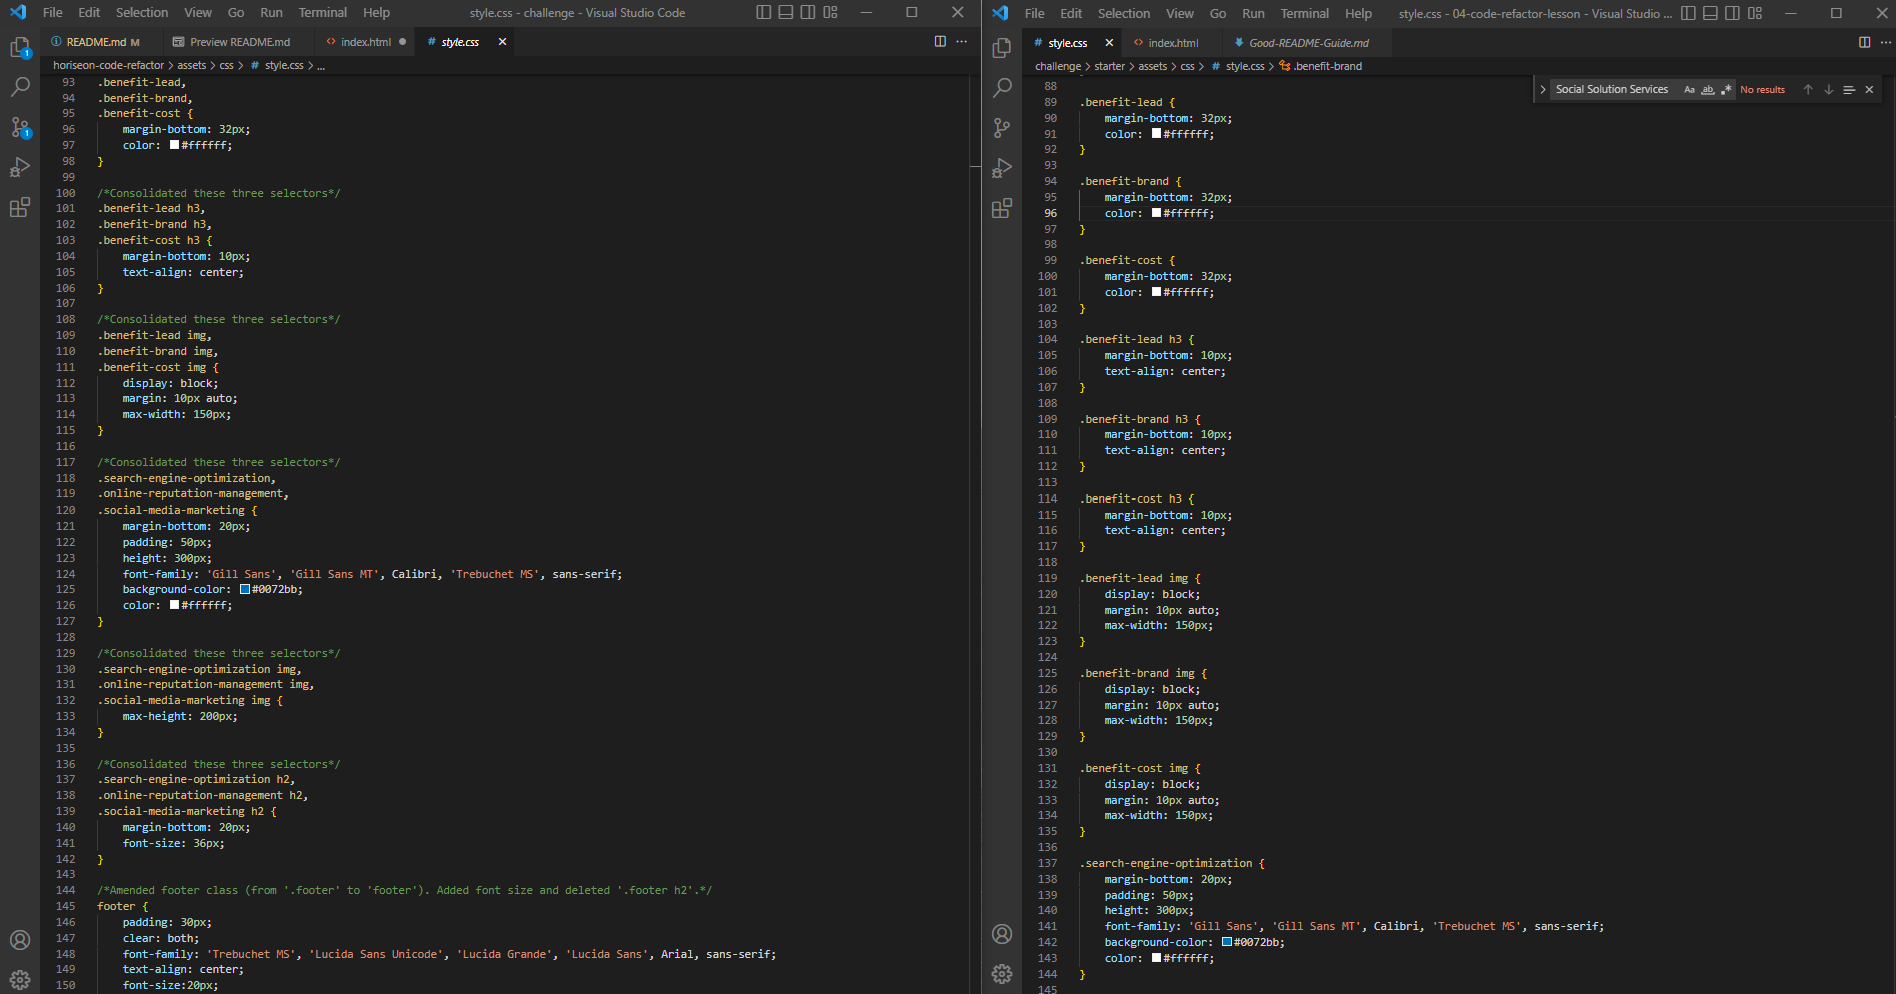 File Edit Selection View Go Run Terminal Help style.css - challenge - Visual Studio Code
README.md M Preview README.md <> index.html ● # style.css ×
horiseon-code-refactor > assets > css > # style.css > ...
93 .benefit-lead,
94 .benefit-brand,
95 .benefit-cost {
96 margin-bottom: 32px;
97 color: #ffffff;
98 }
99
100 /*Consolidated these three selectors*/
101 .benefit-lead h3,
102 .benefit-brand h3,
103 .benefit-cost h3 {
104 margin-bottom: 10px;
105 text-align: center;
106 }
107
108 /*Consolidated these three selectors*/
109 .benefit-lead img,
110 .benefit-brand img,
111 .benefit-cost img {
112 display: block;
113 margin: 10px auto;
114 max-width: 150px;
115 }
116
117 /*Consolidated these three selectors*/
118 .search-engine-optimization,
119 .online-reputation-management,
120 .social-media-marketing {
121 margin-bottom: 20px;
122 padding: 50px;
123 height: 300px;
124 font-family: 'Gill Sans', 'Gill Sans MT', Calibri, 'Trebuchet MS', sans-serif;
125 background-color: #0072bb;
126 color: #ffffff;
127 }
128
129 /*Consolidated these three selectors*/
130 .search-engine-optimization img,
131 .online-reputation-management img,
132 .social-media-marketing img {
133 max-height: 200px;
134 }
135
136 /*Consolidated these three selectors*/
137 .search-engine-optimization h2,
138 .online-reputation-management h2,
139 .social-media-marketing h2 {
140 margin-bottom: 20px;
141 font-size: 36px;
142 }
143
144 /*Amended footer class (from '.footer' to 'footer'). Added font size and deleted '.footer h2'.*/
145 footer {
146 padding: 30px;
147 clear: both;
148 font-family: 'Trebuchet MS', 'Lucida Sans Unicode', 'Lucida Grande', 'Lucida Sans', Arial, sans-serif;
149 text-align: center;
150 font-size:20px;
1
1
File Edit Selection View Go Run Terminal Help style.css - 04-code-refactor-lesson - Visual Studio ...
# style.css × <> index.html Good-README-Guide.md
challenge > starter > assets > css > # style.css > .benefit-brand
Social Solution Services Aa ab .* No results
88
89 .benefit-lead {
90 margin-bottom: 32px;
91 color: #ffffff;
92 }
93
94 .benefit-brand {
95 margin-bottom: 32px;
96 color: #ffffff;
97 }
98
99 .benefit-cost {
100 margin-bottom: 32px;
101 color: #ffffff;
102 }
103
104 .benefit-lead h3 {
105 margin-bottom: 10px;
106 text-align: center;
107 }
108
109 .benefit-brand h3 {
110 margin-bottom: 10px;
111 text-align: center;
112 }
113
114 .benefit-cost h3 {
115 margin-bottom: 10px;
116 text-align: center;
117 }
118
119 .benefit-lead img {
120 display: block;
121 margin: 10px auto;
122 max-width: 150px;
123 }
124
125 .benefit-brand img {
126 display: block;
127 margin: 10px auto;
128 max-width: 150px;
129 }
130
131 .benefit-cost img {
132 display: block;
133 margin: 10px auto;
134 max-width: 150px;
135 }
136
137 .search-engine-optimization {
138 margin-bottom: 20px;
139 padding: 50px;
140 height: 300px;
141 font-family: 'Gill Sans', 'Gill Sans MT', Calibri, 'Trebuchet MS', sans-serif;
142 background-color: #0072bb;
143 color: #ffffff;
144 }
145